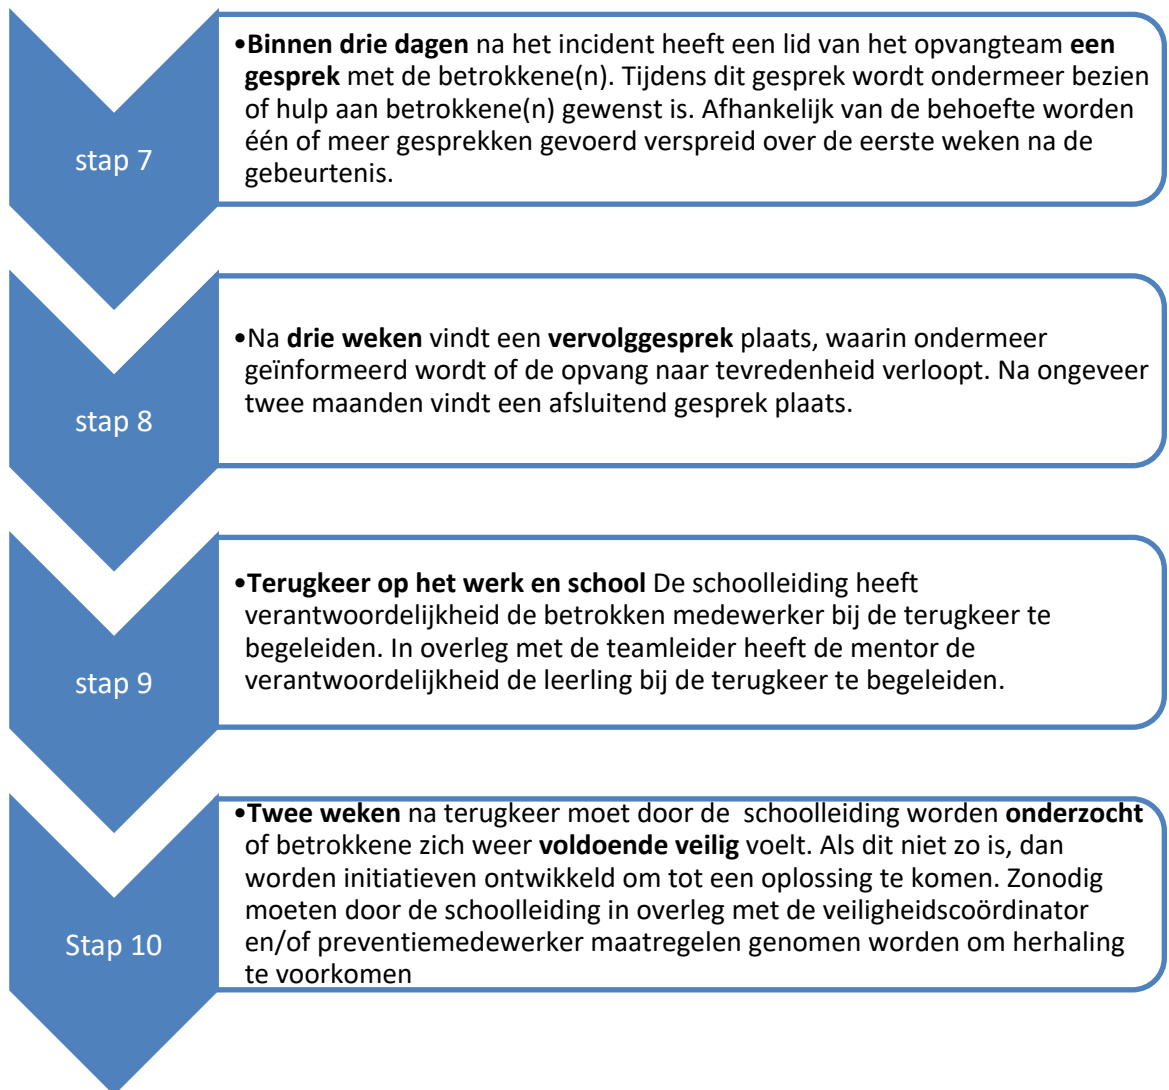 stap 7
•Binnen drie dagen na het incident heeft een lid van het opvangteam een
gesprek met de betrokkene(n). Tijdens dit gesprek wordt ondermeer bezien
of hulp aan betrokkene(n) gewenst is. Afhankelijk van de behoefte worden
één of meer gesprekken gevoerd verspreid over de eerste weken na de
gebeurtenis.
stap 8
•Na drie weken vindt een vervolggesprek plaats, waarin ondermeer
geïnformeerd wordt of de opvang naar tevredenheid verloopt. Na ongeveer
twee maanden vindt een afsluitend gesprek plaats.
stap 9
•Terugkeer op het werk en school De schoolleiding heeft
verantwoordelijkheid de betrokken medewerker bij de terugkeer te
begeleiden. In overleg met de teamleider heeft de mentor de
verantwoordelijkheid de leerling bij de terugkeer te begeleiden.
Stap 10
•Twee weken na terugkeer moet door de  schoolleiding worden onderzocht
of betrokkene zich weer voldoende veilig voelt. Als dit niet zo is, dan
worden initiatieven ontwikkeld om tot een oplossing te komen. Zonodig
moeten door de schoolleiding in overleg met de veiligheidscoördinator
en/of preventiemedewerker maatregelen genomen worden om herhaling
te voorkomen